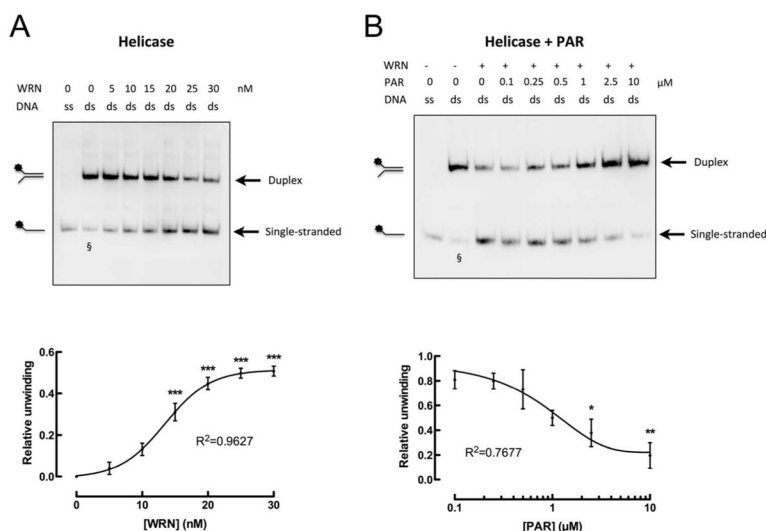 A
Helicase
WRN 0 0 5 10 15 20 25 30 nM
DNA ss ds ds ds ds ds ds ds
Duplex
Single-stranded
§
0.6
0.4
0.2
0.0
Relative unwinding
*** *** *** ***
R²=0.9627
0 10 20 30
[WRN] (nM)
B
Helicase + PAR
WRN - - + + + + + + +
PAR 0 0 0 0.1 0.25 0.5 1 2.5 10 µM
DNA ss ds ds ds ds ds ds ds ds
Duplex
Single-stranded
§
1.0
0.8
0.6
0.4
0.2
0.0
Relative unwinding
* **
R²=0.7677
0.1 1 10
[PAR] (µM)